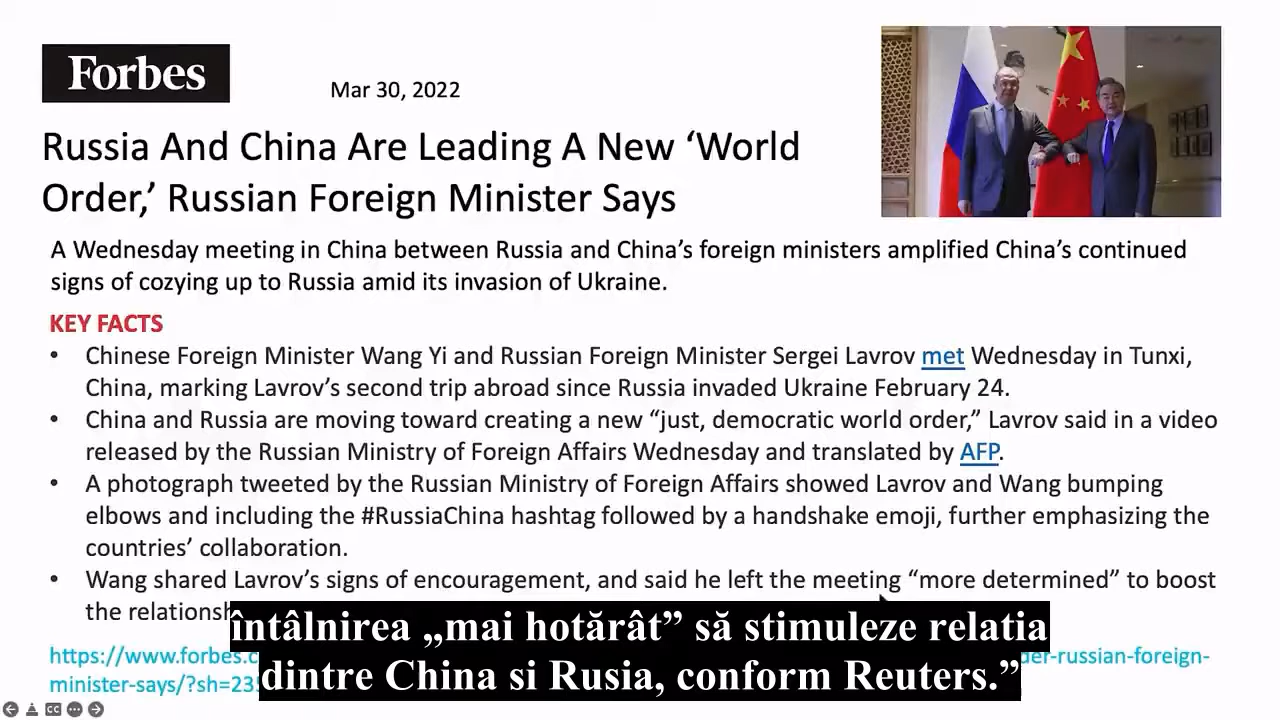 Forbes
Mar 30, 2022
Russia And China Are Leading A New ‘World
Order,’ Russian Foreign Minister Says
A Wednesday meeting in China between Russia and China’s foreign ministers amplified China’s continued
signs of cozying up to Russia amid its invasion of Ukraine.
KEY FACTS
• Chinese Foreign Minister Wang Yi and Russian Foreign Minister Sergei Lavrov met Wednesday in Tunxi,
China, marking Lavrov’s second trip abroad since Russia invaded Ukraine February 24.
• China and Russia are moving toward creating a new “just, democratic world order,” Lavrov said in a video
released by the Russian Ministry of Foreign Affairs Wednesday and translated by AFP.
• A photograph tweeted by the Russian Ministry of Foreign Affairs showed Lavrov and Wang bumping
elbows and including the #RussiaChina hashtag followed by a handshake emoji, further emphasizing the
countries’ collaboration.
• Wang shared Lavrov’s signs of encouragement, and said he left the meeting “more determined” to boost
the
întâlnirea „mai hotărât” să stimuleze relatia
dintre China si Rusia, conform Reuters.”
https://www.forbes.c
der-russian-foreign-
minister-says/?sh=23
CC